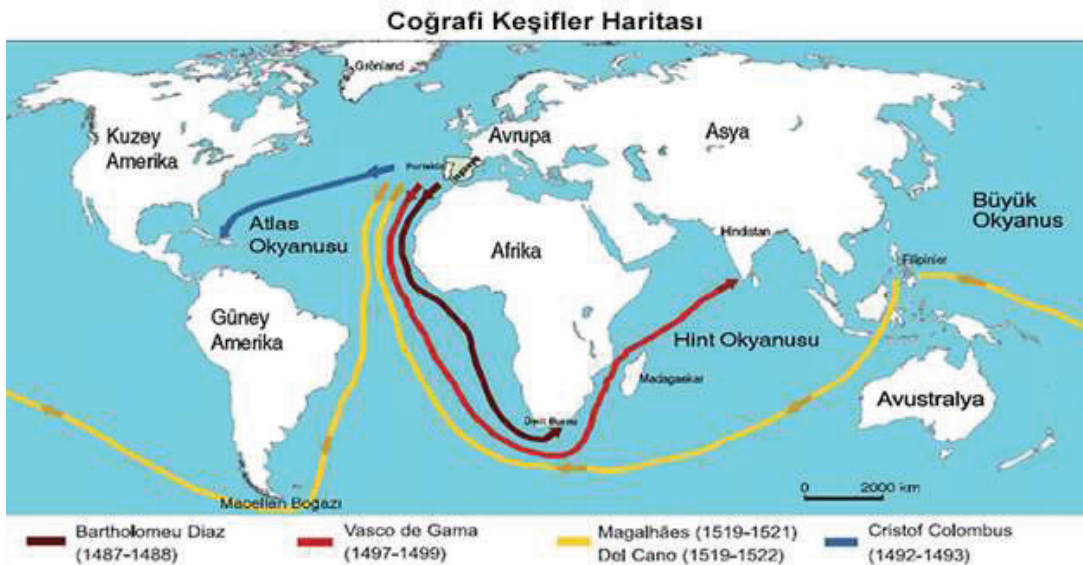 Coğrafi Keşifler Haritası
Grönland
Kuzey
Amerika
Avrupa
Asya
Portekiz
Atlas
Okyanusu
Afrika
Hindistan
Büyük
Okyanus
Filipinler
Güney
Amerika
Hint Okyanusu
Madagaskar
Avustralya
Ümit Burnu
Macellan Boğazı
0 2000 km
Bartholomeu Diaz
(1487-1488)
Vasco de Gama
(1497-1499)
Magalhães (1519-1521)
Del Cano (1519-1522)
Cristof Colombus
(1492-1493)